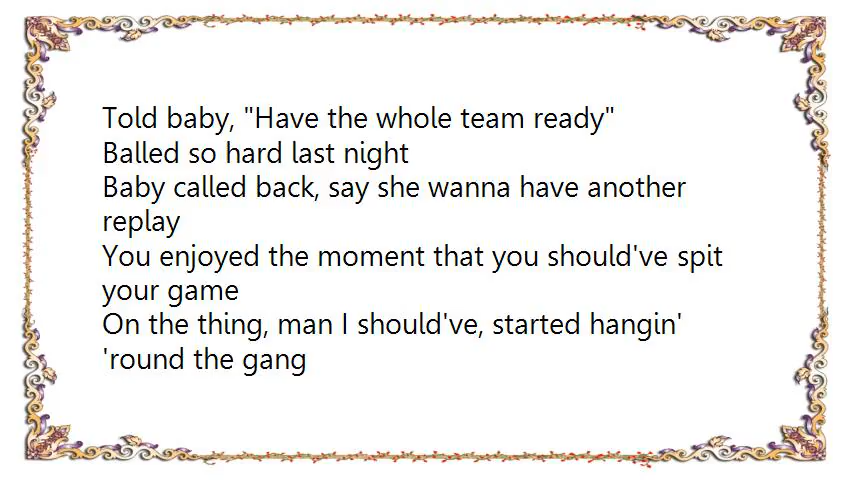 Told baby, "Have the whole team ready"
Balled so hard last night
Baby called back, say she wanna have another
replay
You enjoyed the moment that you should've spit
your game
On the thing, man I should've, started hangin'
'round the gang